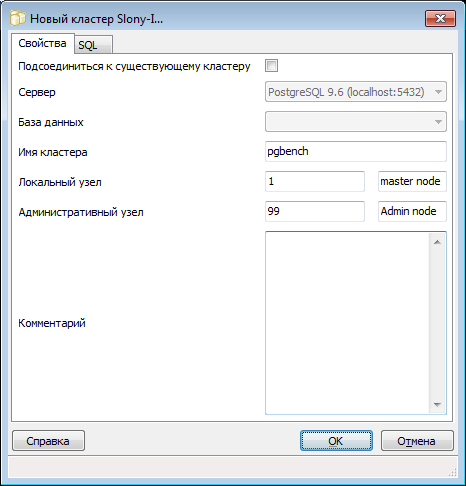 Новый кластер Slony-I...
Свойства SQL
Подсоединиться к существующему кластеру
Сервер PostgreSQL 9.6 (localhost:5432)
База данных
Имя кластера pgbench
Локальный узел 1 master node
Административный узел 99 Admin node
Комментарий
Справка OK Отмена